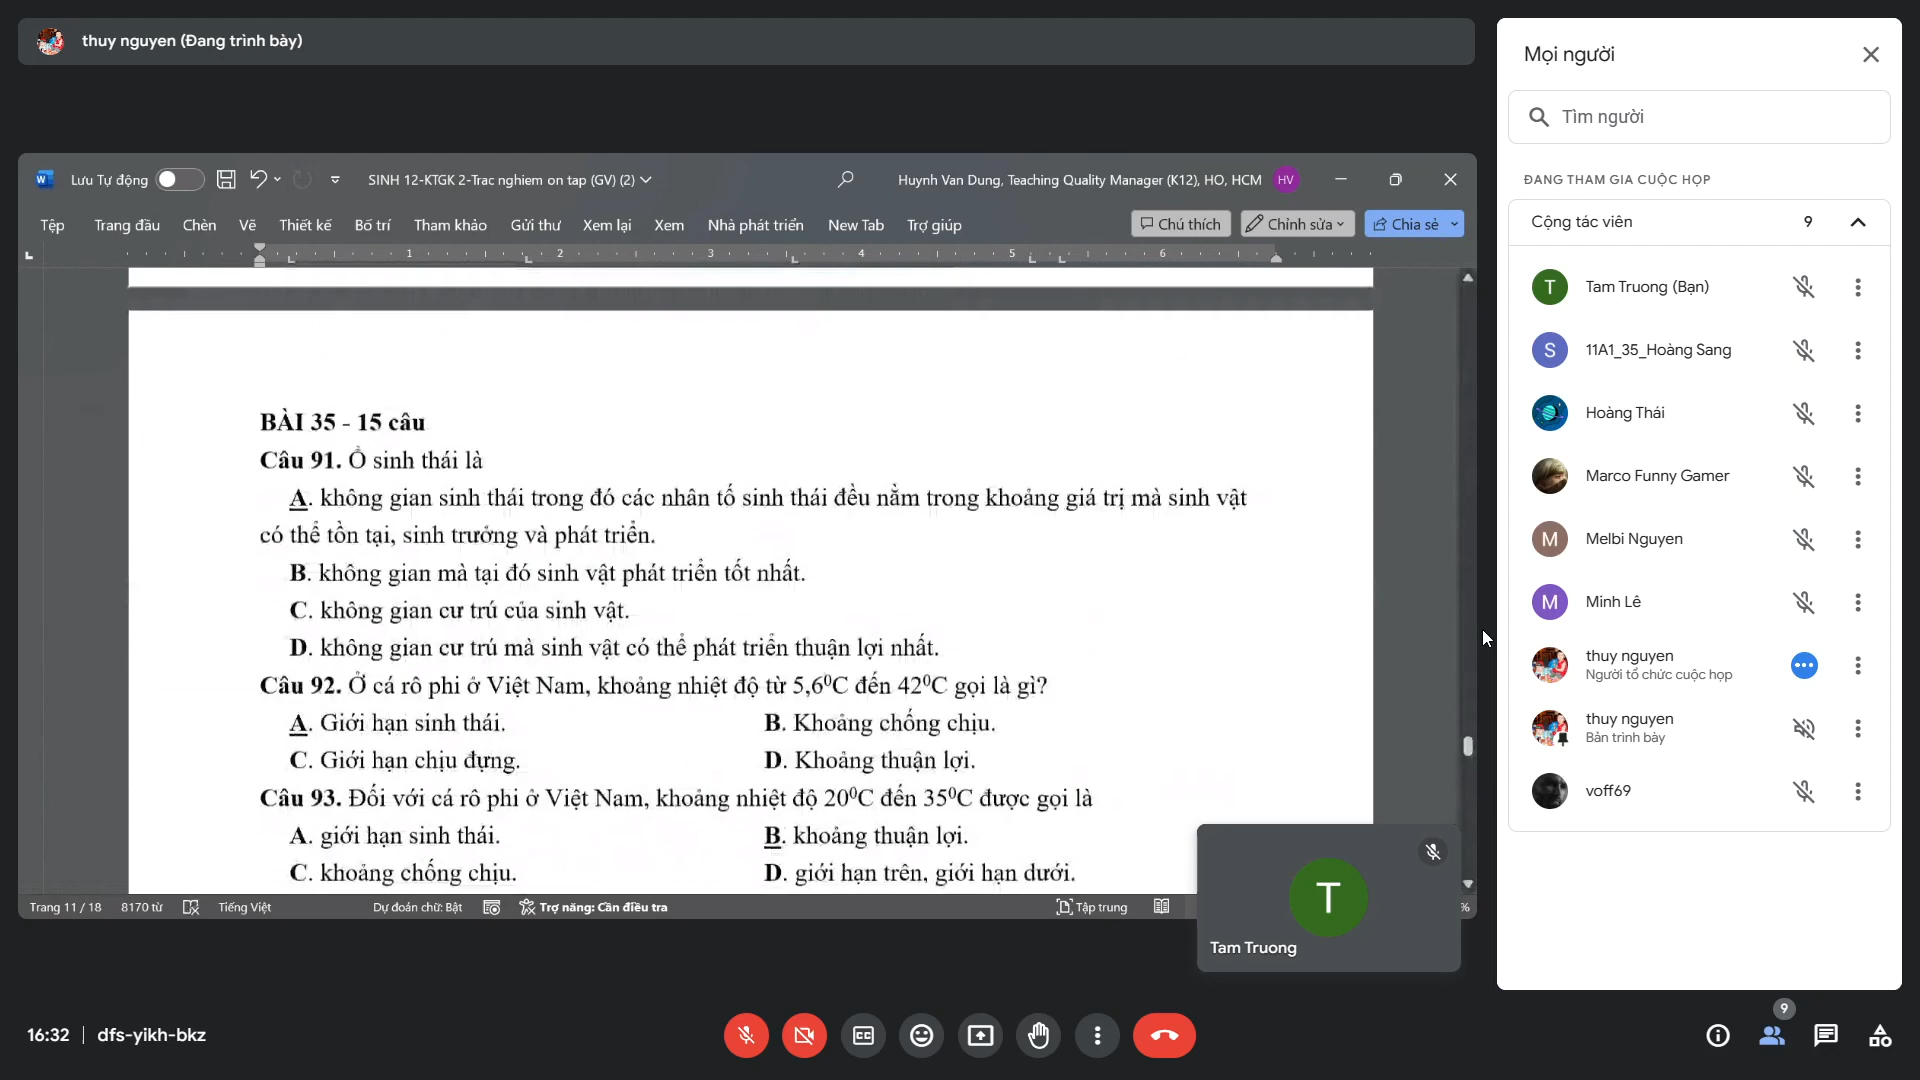 thuy nguyen (Đang trình bày)
Lưu Tự động
SINH 12-KTGK 2-Trac nghiem on tap (GV) (2)
Huynh Van Dung, Teaching Quality Manager (K12), HO, HCM
HV
Tệp Trang đầu Chèn Vẽ Thiết kế Bố trí Tham khảo Gửi thư Xem lại Xem Nhà phát triển New Tab Trợ giúp
Chú thích Chỉnh sửa Chia sẻ
1 2 3 4 5 6
BÀI 35 - 15 câu
Câu 91. Ổ sinh thái là
A. không gian sinh thái trong đó các nhân tố sinh thái đều nằm trong khoảng giá trị mà sinh vật
có thể tồn tại, sinh trưởng và phát triển.
B. không gian mà tại đó sinh vật phát triển tốt nhất.
C. không gian cư trú của sinh vật.
D. không gian cư trú mà sinh vật có thể phát triển thuận lợi nhất.
Câu 92. Ở cá rô phi ở Việt Nam, khoảng nhiệt độ từ 5,6⁰C đến 42⁰C gọi là gì?
A. Giới hạn sinh thái. B. Khoảng chống chịu.
C. Giới hạn chịu đựng. D. Khoảng thuận lợi.
Câu 93. Đối với cá rô phi ở Việt Nam, khoảng nhiệt độ 20⁰C đến 35⁰C được gọi là
A. giới hạn sinh thái. B. khoảng thuận lợi.
C. khoảng chống chịu. D. giới hạn trên, giới hạn dưới.
Trang 11 / 18 8170 từ Tiếng Việt Dự đoán chữ: Bật Trợ năng: Cần điều tra Tập trung %
T
Tam Truong
16:32 | dfs-yikh-bkz
Mọi người
Tìm người
ĐANG THAM GIA CUỘC HỌP
Cộng tác viên 9
T Tam Truong (Bạn)
S 11A1_35_Hoàng Sang
Hoàng Thái
Marco Funny Gamer
M Melbi Nguyen
M Minh Lê
thuy nguyen
Người tổ chức cuộc họp
thuy nguyen
Bản trình bày
voff69
9